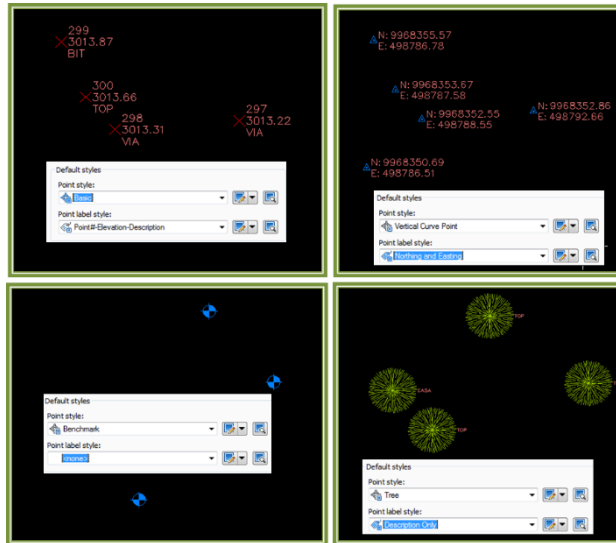 299
3013.87
BIT
300
3013.66
TOP
298
3013.31
VIA
297
3013.22
VIA
Default styles
Point style:
Basic
Point label style:
Point#-Elevation-Description
N: 9968355.57
E: 498786.78
N: 9968353.67
E: 498787.58
N: 9968352.55
E: 498788.55
N: 9968352.86
E: 498792.66
N: 9968350.69
E: 498786.51
Default styles
Point style:
Vertical Curve Point
Point label style:
Northing and Easting
Default styles
Point style:
Benchmark
Point label style:
<none>
TOP
CASA
TOP
Default styles
Point style:
Tree
Point label style:
Description Only